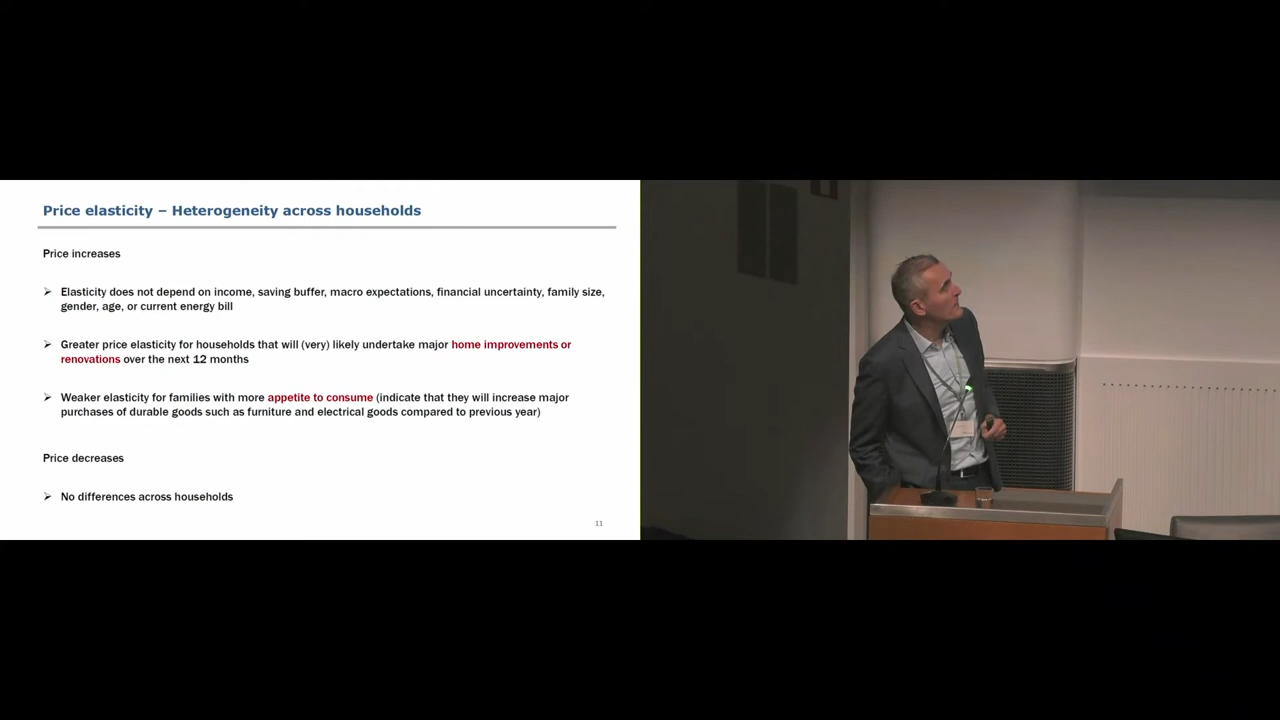 Price elasticity – Heterogeneity across households
Price increases
➢ Elasticity does not depend on income, saving buffer, macro expectations, financial uncertainty, family size,
gender, age, or current energy bill
➢ Greater price elasticity for households that will (very) likely undertake major home improvements or
renovations over the next 12 months
➢ Weaker elasticity for families with more appetite to consume (indicate that they will increase major
purchases of durable goods such as furniture and electrical goods compared to previous year)
Price decreases
➢ No differences across households
11